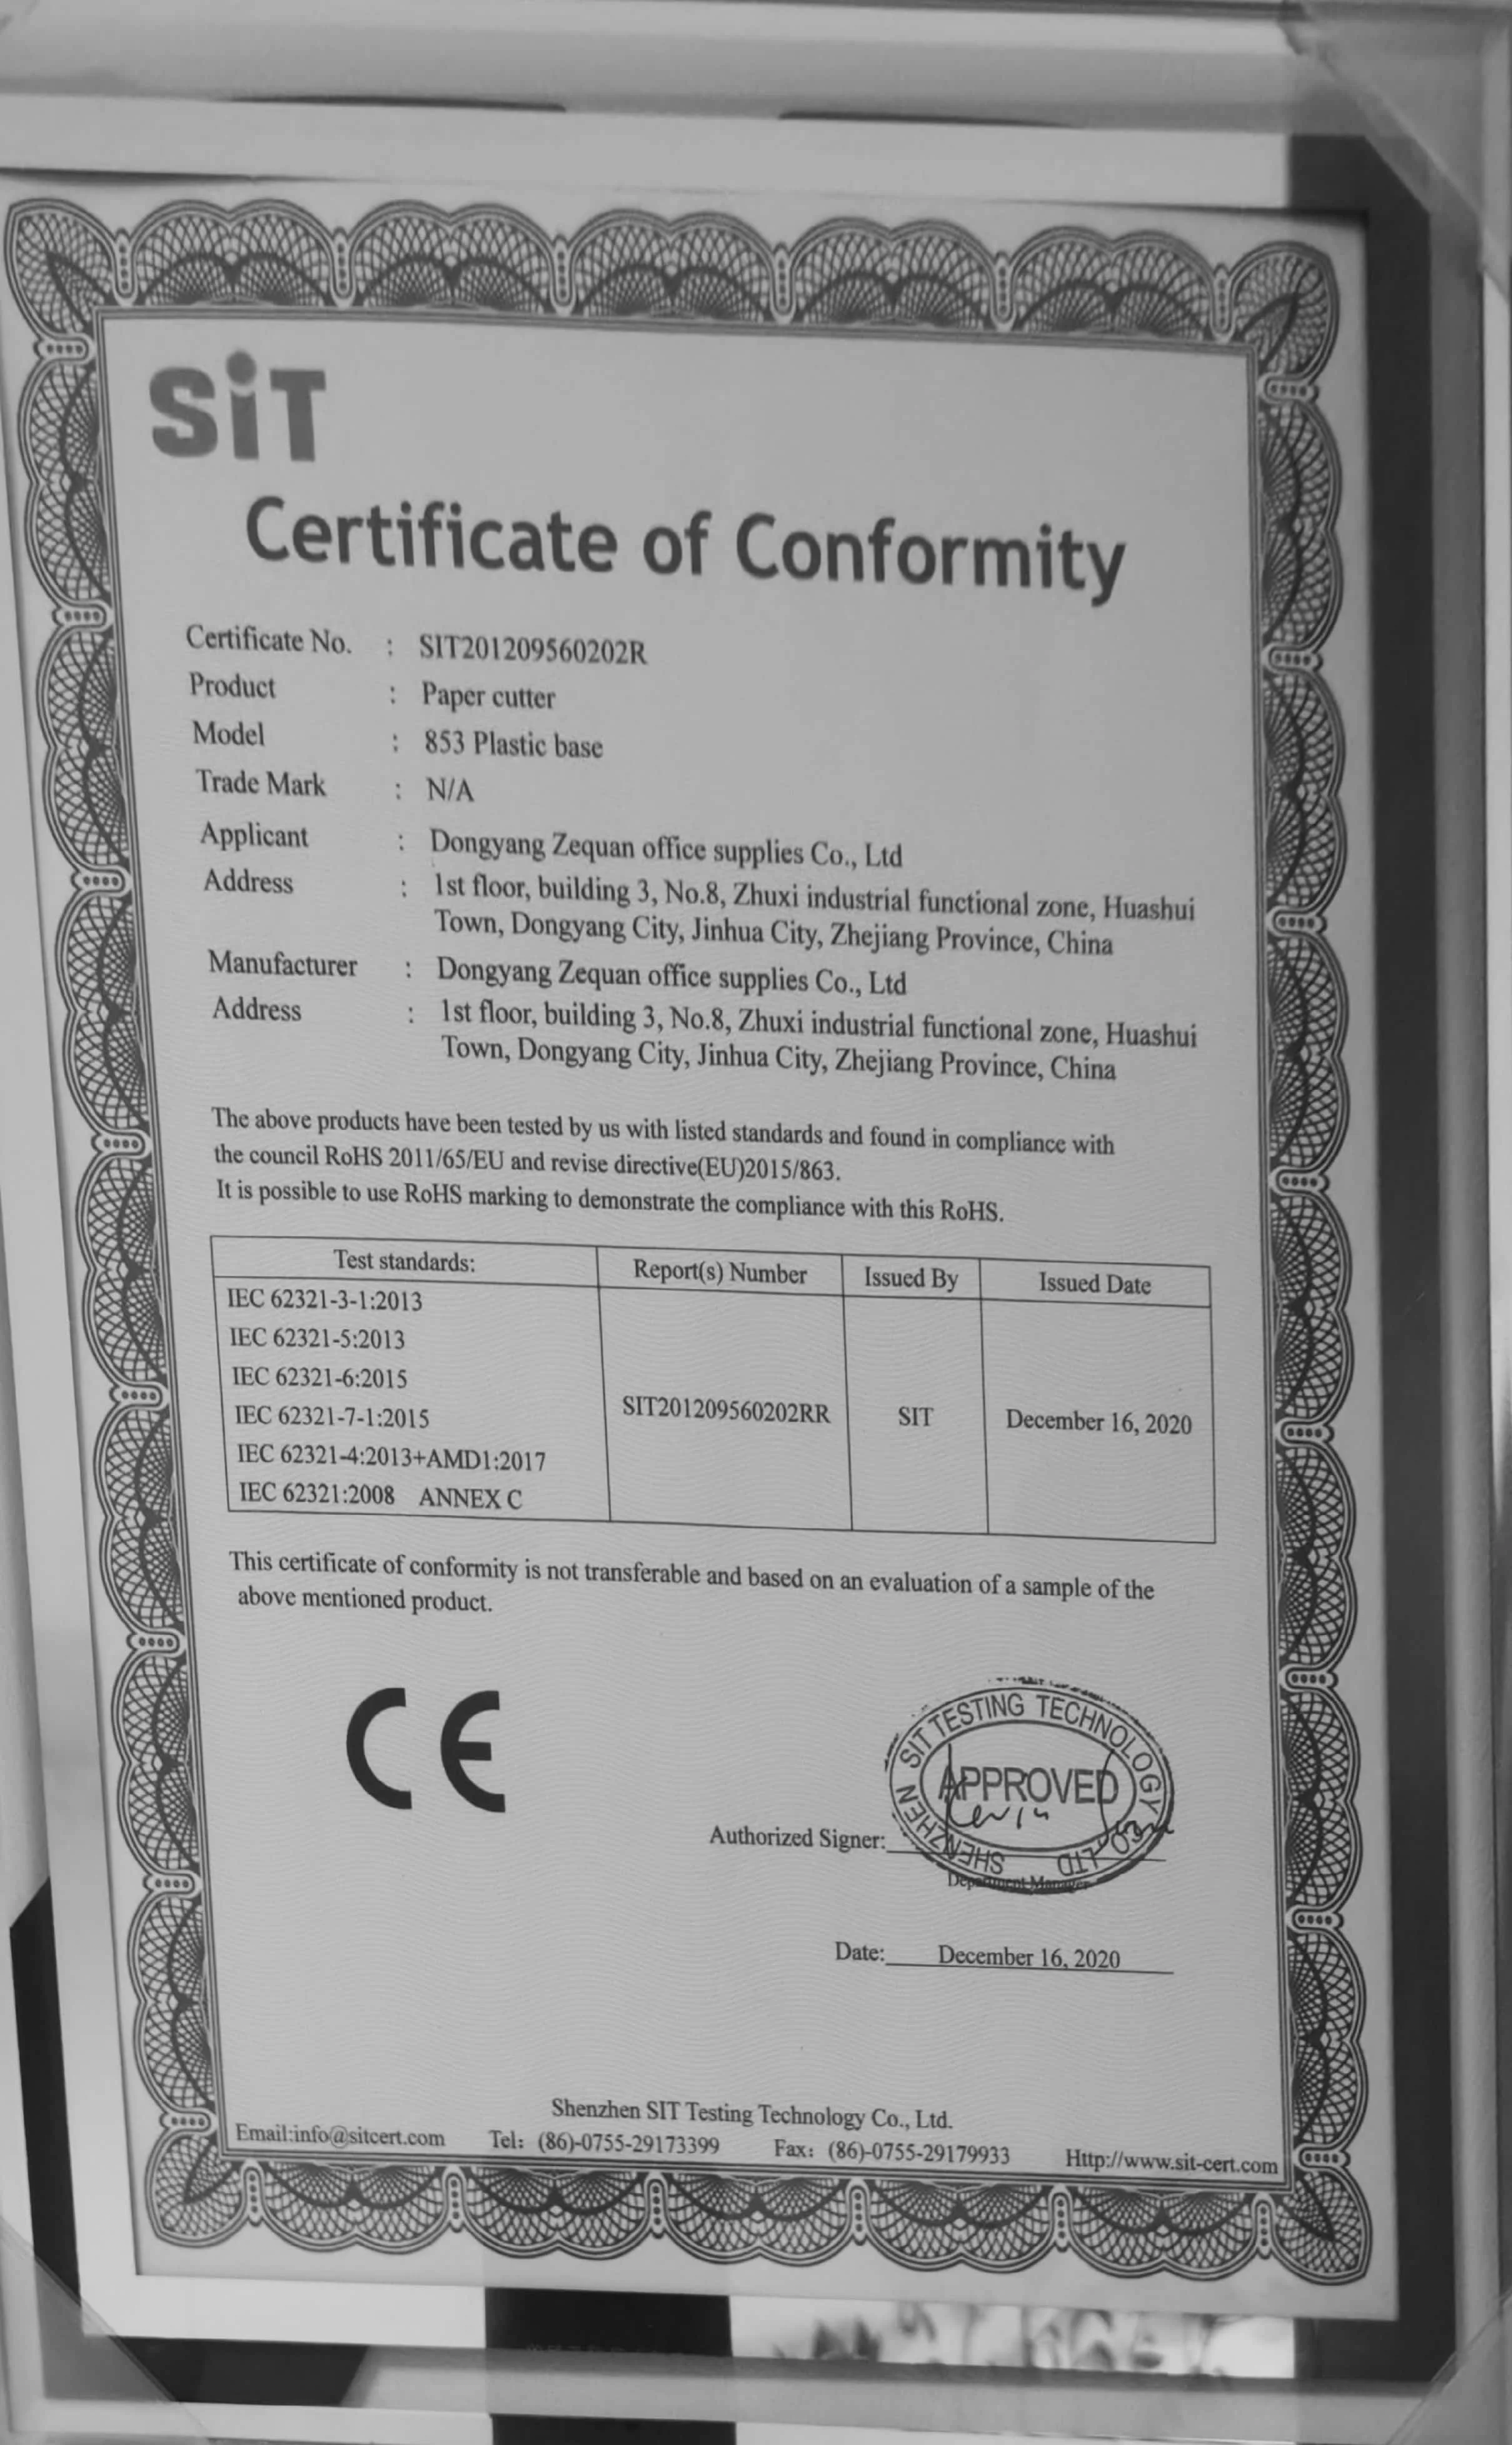 SiT
Certificate of Conformity
Certificate No. : SIT201209560202R
Product : Paper cutter
Model : 853 Plastic base
Trade Mark : N/A
Applicant : Dongyang Zequan office supplies Co., Ltd
Address : 1st floor, building 3, No.8, Zhuxi industrial functional zone, Huashui
Town, Dongyang City, Jinhua City, Zhejiang Province, China
Manufacturer : Dongyang Zequan office supplies Co., Ltd
Address : 1st floor, building 3, No.8, Zhuxi industrial functional zone, Huashui
Town, Dongyang City, Jinhua City, Zhejiang Province, China
The above products have been tested by us with listed standards and found in compliance with
the council RoHS 2011/65/EU and revise directive(EU)2015/863.
It is possible to use RoHS marking to demonstrate the compliance with this RoHS.
Test standards: Report(s) Number Issued By Issued Date
IEC 62321-3-1:2013
IEC 62321-5:2013
IEC 62321-6:2015
IEC 62321-7-1:2015
SIT201209560202RR SIT December 16, 2020
IEC 62321-4:2013+AMD1:2017
IEC 62321:2008 ANNEX C
This certificate of conformity is not transferable and based on an evaluation of a sample of the
above mentioned product.
CE
SHENZHEN SIT TESTING TECHNOLOGY CO., LTD
APPROVED
Authorized Signer:
Department Manager
Date: December 16, 2020
Shenzhen SIT Testing Technology Co., Ltd.
Email:info@sitcert.com Tel: (86)-0755-29173399 Fax: (86)-0755-29179933 Http://www.sit-cert.com